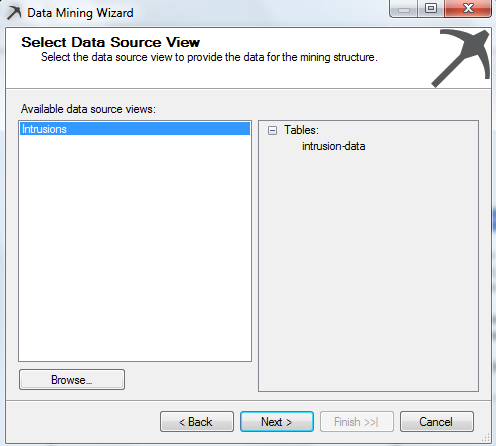 Data Mining Wizard
Select Data Source View
Select the data source view to provide the data for the mining structure.
Available data source views:
Intrusions
Tables:
intrusion-data
Browse...
< Back
Next >
Finish >>|
Cancel